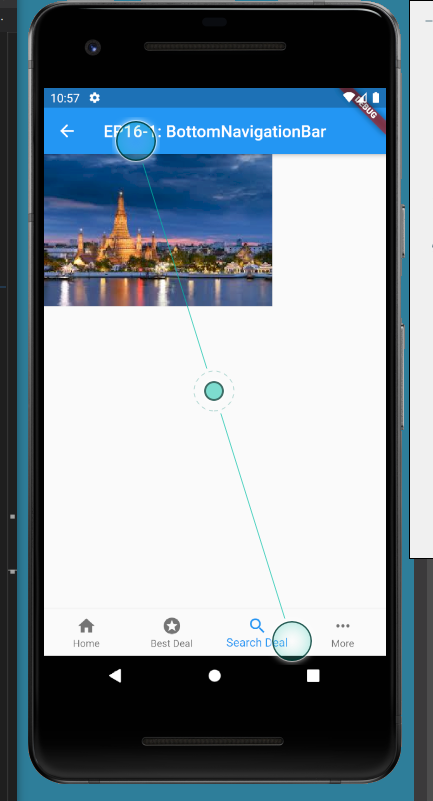 10:57
DEBUG
EP16-1: BottomNavigationBar
Home
Best Deal
Search Deal
More